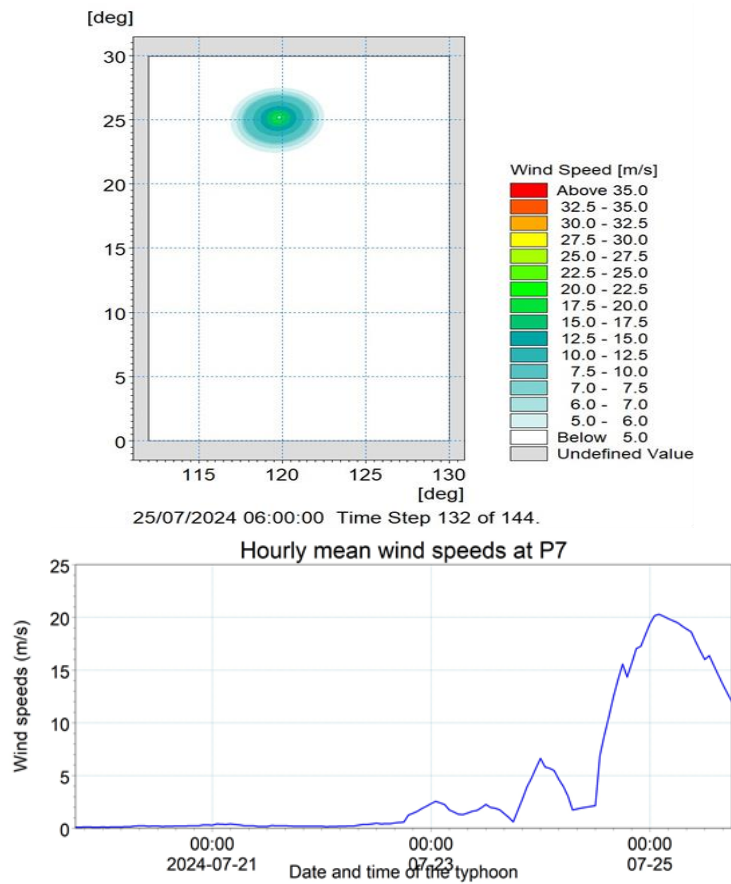 [deg]
30
25
20
15
10
5
0
115 120 125 130
[deg]
Wind Speed [m/s]
Above 35.0
32.5 - 35.0
30.0 - 32.5
27.5 - 30.0
25.0 - 27.5
22.5 - 25.0
20.0 - 22.5
17.5 - 20.0
15.0 - 17.5
12.5 - 15.0
10.0 - 12.5
7.5 - 10.0
7.0 - 7.5
6.0 - 7.0
5.0 - 6.0
Below 5.0
Undefined Value
25/07/2024 06:00:00 Time Step 132 of 144.
Hourly mean wind speeds at P7
Wind speeds (m/s)
25
20
15
10
5
0
00:00 00:00 00:00
2024-07-21 07-23 07-25
Date and time of the typhoon